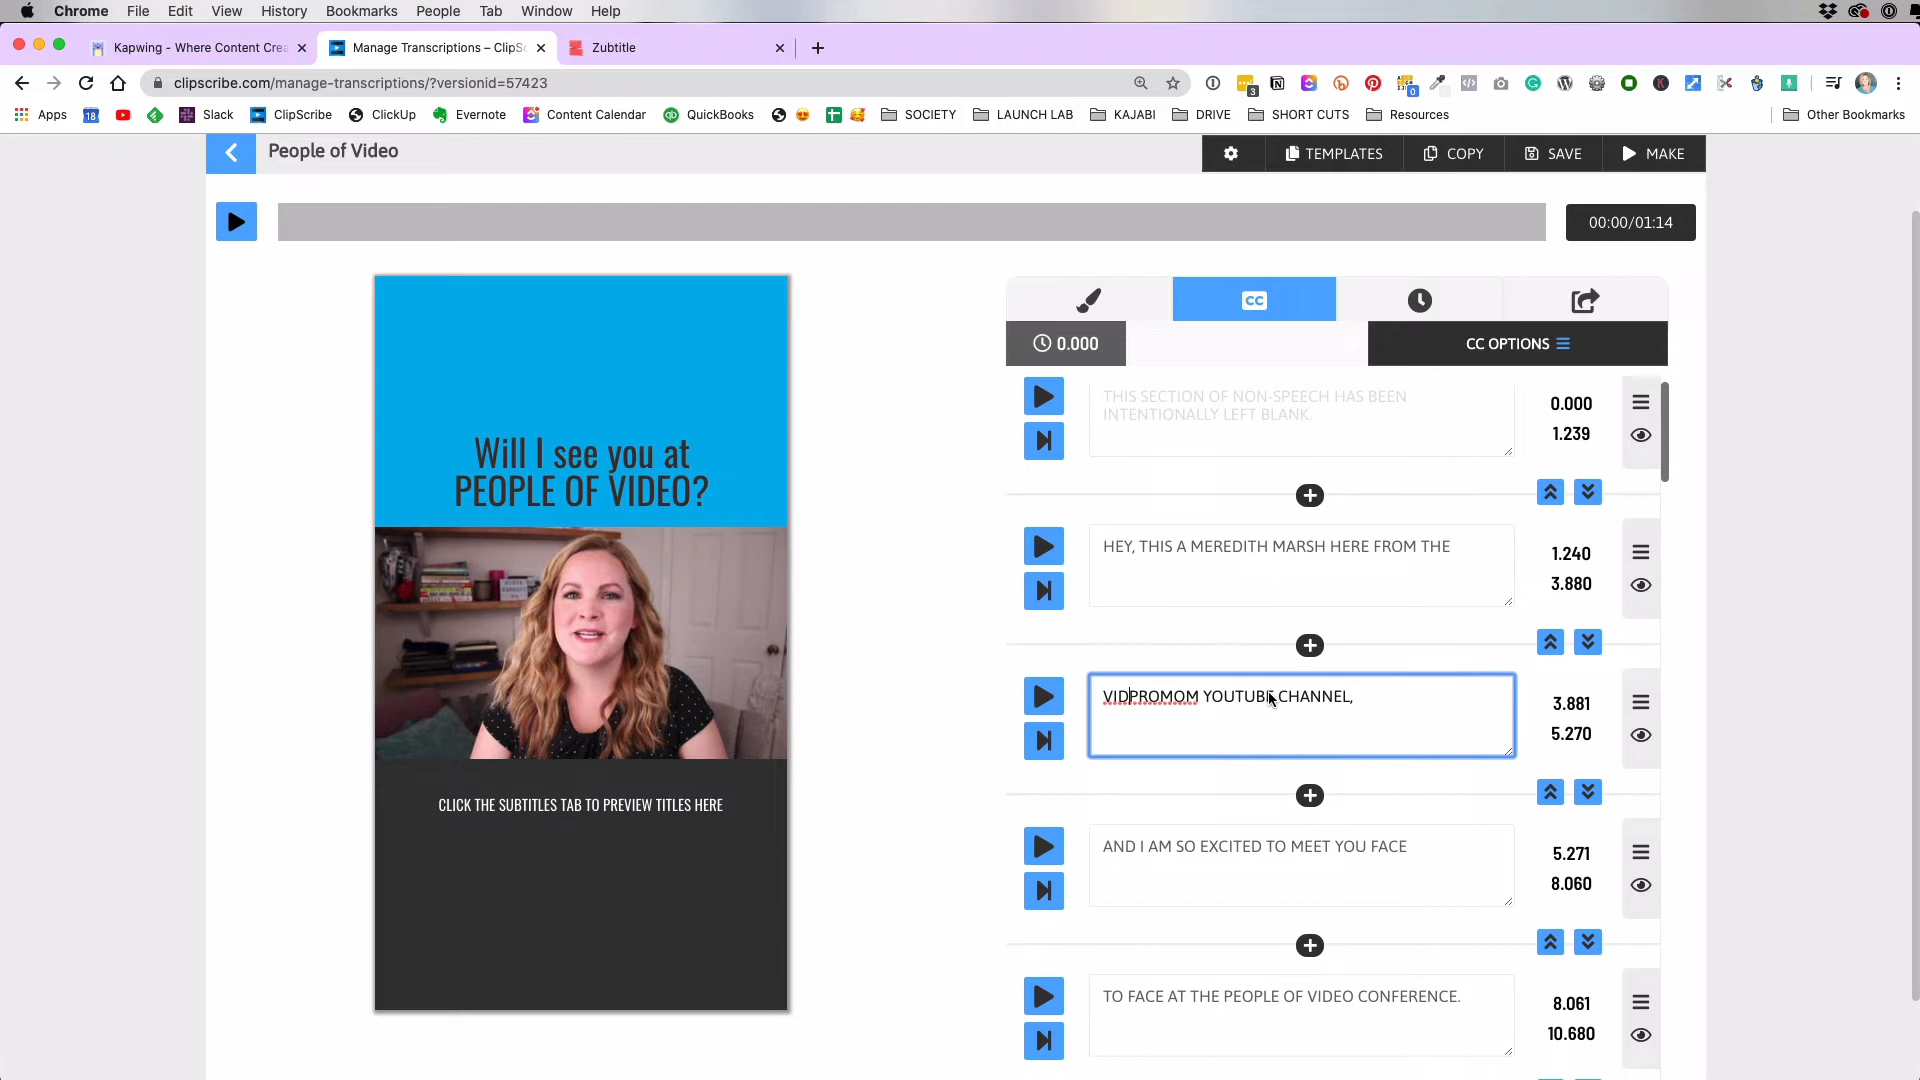 Chrome File Edit View History Bookmarks People Tab Window Help
Kapwing - Where Content Crea
Manage Transcriptions – ClipSc
Zubtitle
clipscribe.com/manage-transcriptions/?versionid=57423
Apps 18 Slack ClipScribe ClickUp Evernote Content Calendar QuickBooks SOCIETY LAUNCH LAB KAJABI DRIVE SHORT CUTS Resources Other Bookmarks
People of Video
TEMPLATES COPY SAVE MAKE
00:00/01:14
Will I see you at
PEOPLE OF VIDEO?
CLICK THE SUBTITLES TAB TO PREVIEW TITLES HERE
CC
0.000
CC OPTIONS
THIS SECTION OF NON-SPEECH HAS BEEN
INTENTIONALLY LEFT BLANK.
0.000
1.239
HEY, THIS A MEREDITH MARSH HERE FROM THE
1.240
3.880
VIDPROMOM YOUTUBE CHANNEL,
3.881
5.270
AND I AM SO EXCITED TO MEET YOU FACE
5.271
8.060
TO FACE AT THE PEOPLE OF VIDEO CONFERENCE.
8.061
10.680